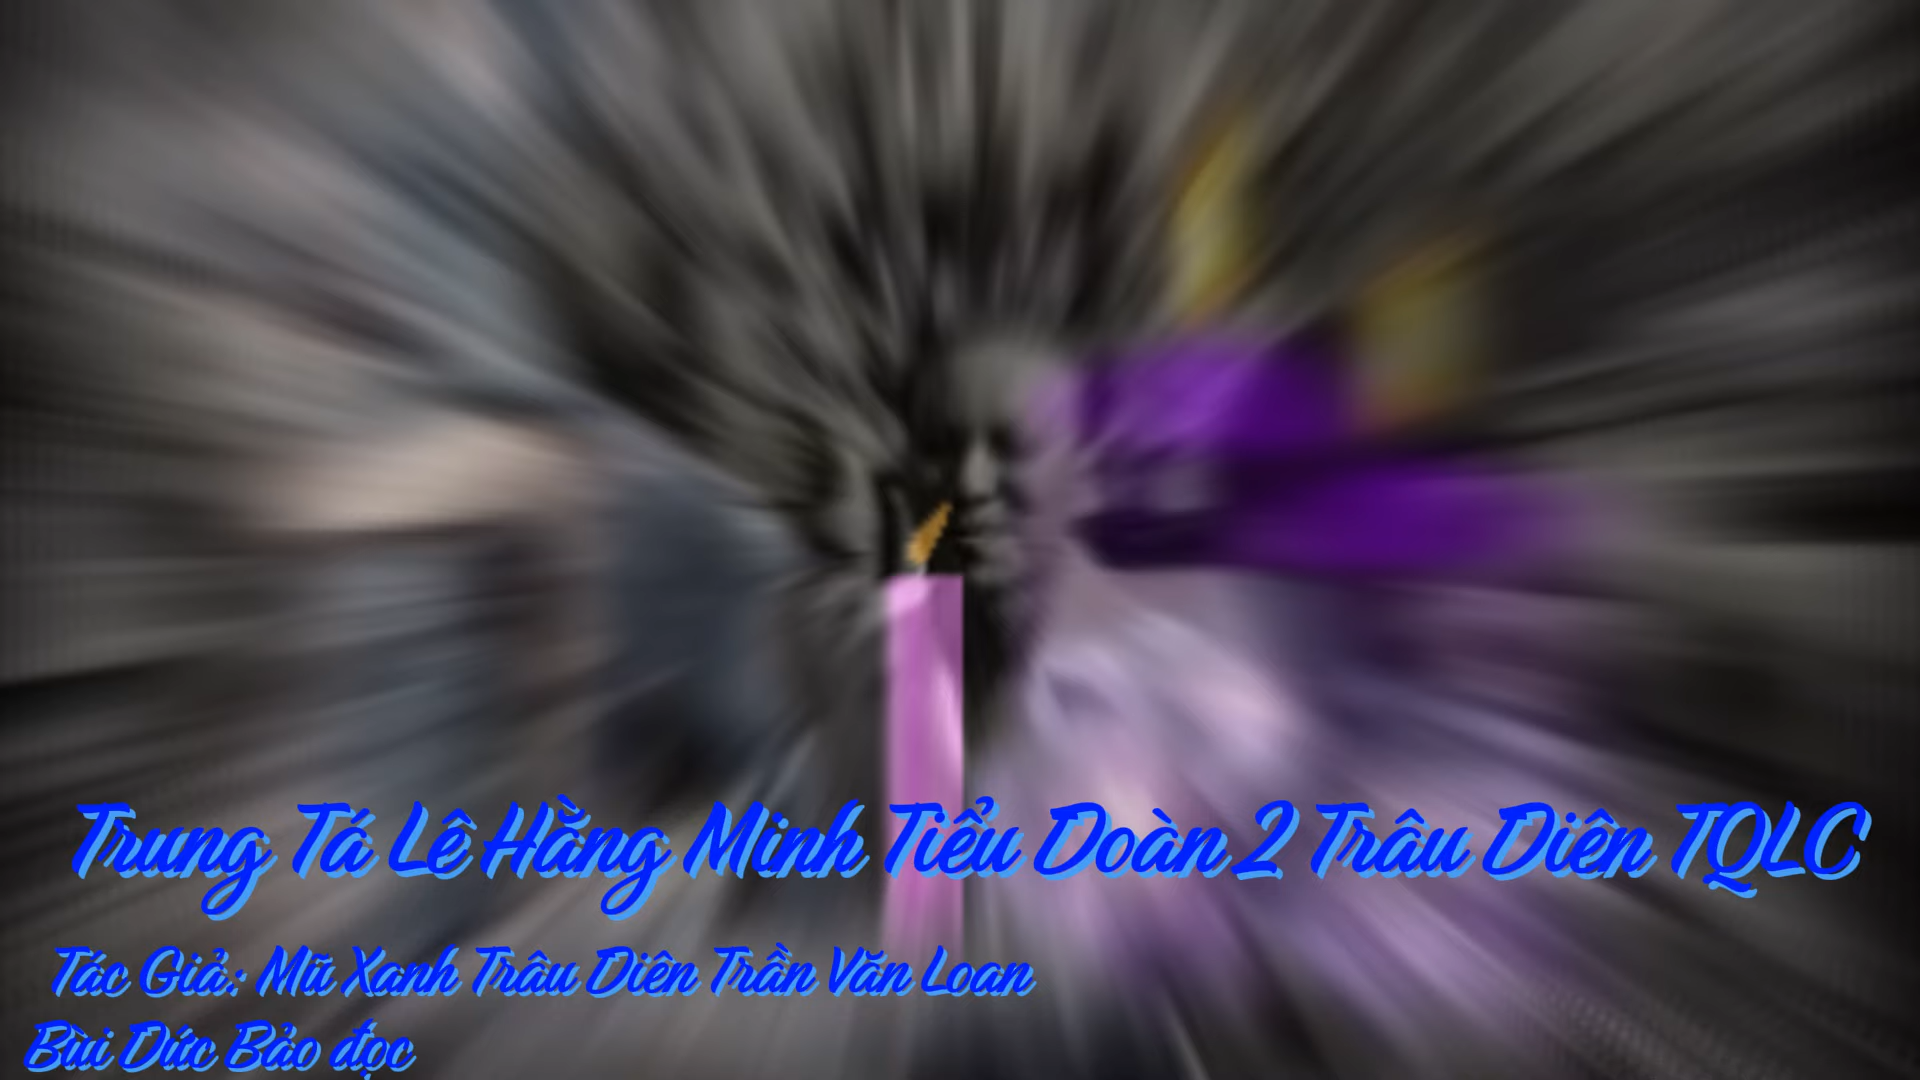 Trung Tá Lê Hằng Minh Tiểu Đoàn 2 Trâu Điên TQLC
Tác Giả: Mũ Xanh Trâu Điên Trần Văn Loan
Bùi Đức Bảo đọc